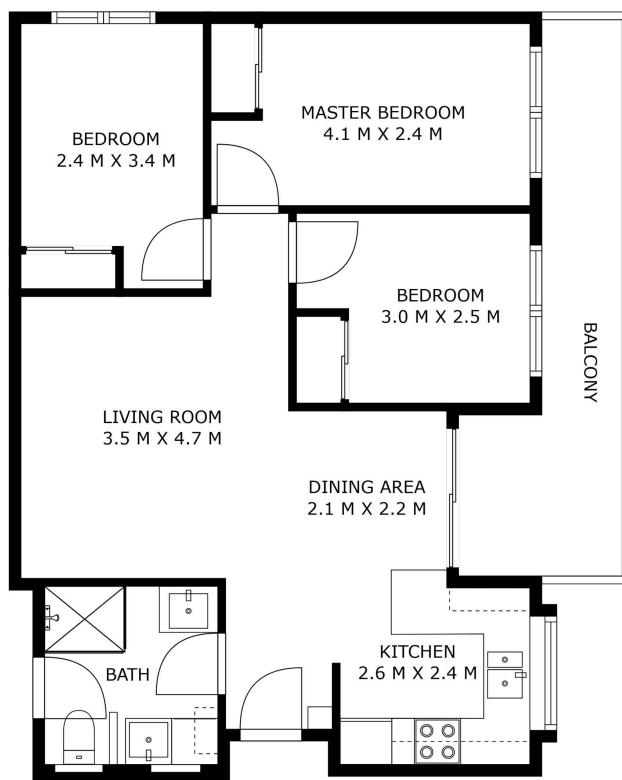 MASTER BEDROOM
4.1 M X 2.4 M
BEDROOM
2.4 M X 3.4 M
BEDROOM
3.0 M X 2.5 M
BALCONY
LIVING ROOM
3.5 M X 4.7 M
DINING AREA
2.1 M X 2.2 M
KITCHEN
2.6 M X 2.4 M
BATH